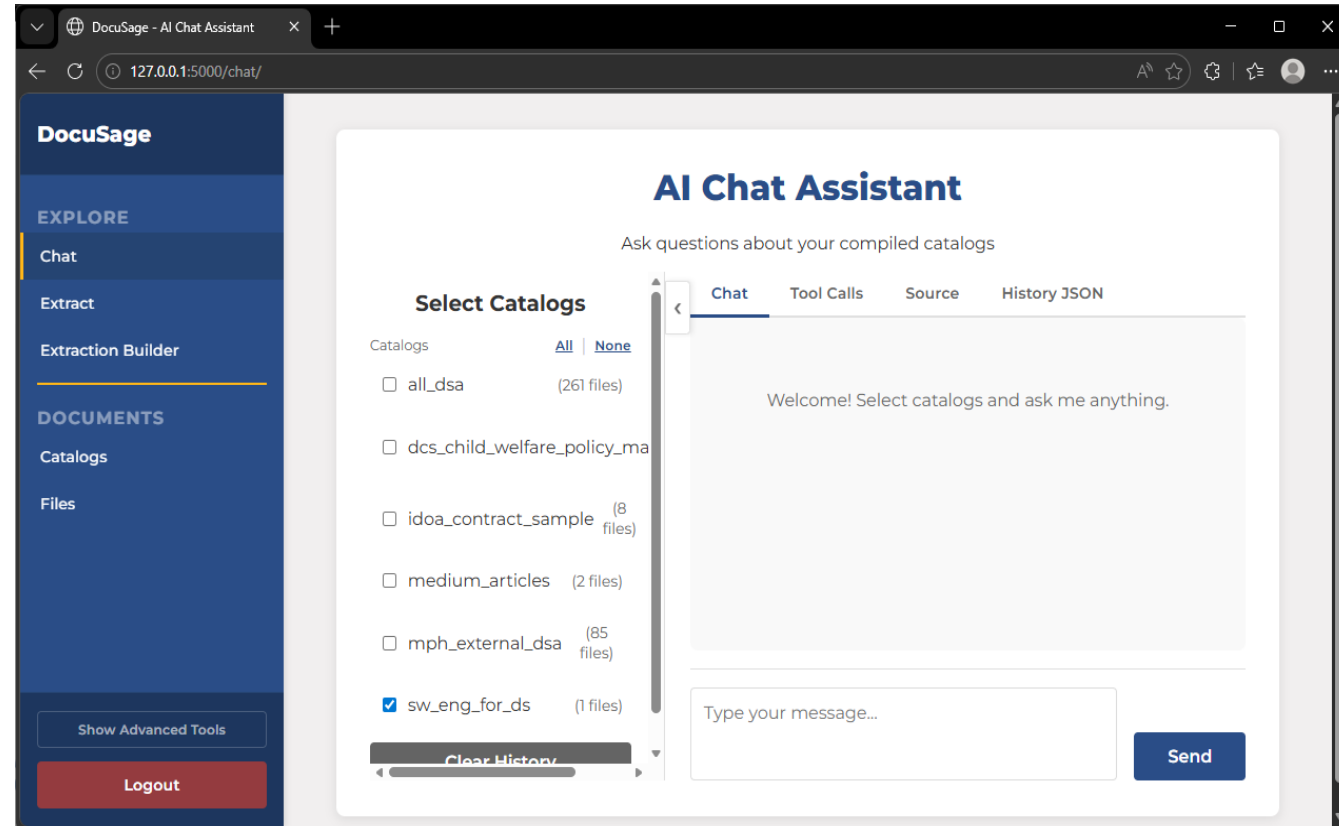 DocuSage - AI Chat Assistant
127.0.0.1:5000/chat/
DocuSage
EXPLORE
Chat
Extract
Extraction Builder
DOCUMENTS
Catalogs
Files
Show Advanced Tools
Logout
AI Chat Assistant
Ask questions about your compiled catalogs
Select Catalogs
Catalogs All | None
all_dsa (261 files)
dcs_child_welfare_policy_ma
idoa_contract_sample (8
files)
medium_articles (2 files)
mph_external_dsa (85
files)
sw_eng_for_ds (1 files)
Clear History
Chat Tool Calls Source History JSON
Welcome! Select catalogs and ask me anything.
Type your message...
Send